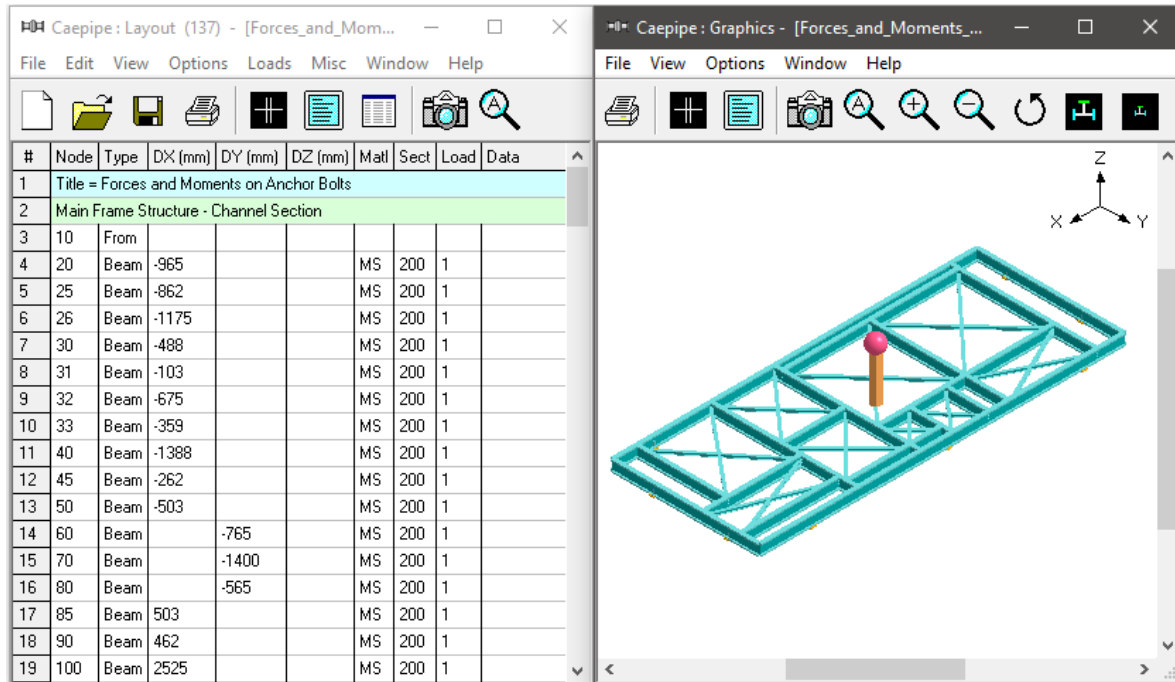 Caepipe : Layout (137) - [Forces_and_Mom...
File Edit View Options Loads Misc Window Help
# Node Type DX (mm) DY (mm) DZ (mm) Matl Sect Load Data
1 Title = Forces and Moments on Anchor Bolts
2 Main Frame Structure - Channel Section
3 10 From
4 20 Beam -965 MS 200 1
5 25 Beam -862 MS 200 1
6 26 Beam -1175 MS 200 1
7 30 Beam -488 MS 200 1
8 31 Beam -103 MS 200 1
9 32 Beam -675 MS 200 1
10 33 Beam -359 MS 200 1
11 40 Beam -1388 MS 200 1
12 45 Beam -262 MS 200 1
13 50 Beam -503 MS 200 1
14 60 Beam -765 MS 200 1
15 70 Beam -1400 MS 200 1
16 80 Beam -565 MS 200 1
17 85 Beam 503 MS 200 1
18 90 Beam 462 MS 200 1
19 100 Beam 2525 MS 200 1
Caepipe : Graphics - [Forces_and_Moments_...
File View Options Window Help
Z
X Y